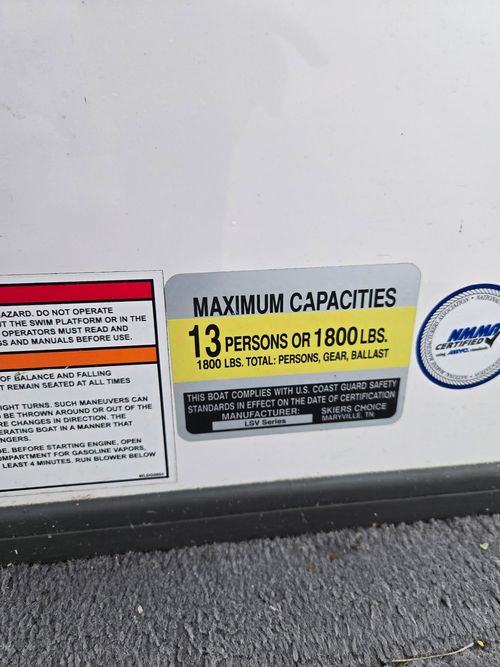 AZARD. DO NOT OPERATE
T THE SWIM PLATFORM OR IN THE
OPERATORS MUST READ AND
S AND MANUALS BEFORE USE.
OF BALANCE AND FALLING
T REMAIN SEATED AT ALL TIMES
IGHT TURNS. SUCH MANEUVERS CAN
BE THROWN AROUND OR OUT OF THE
RE CHANGES IN DIRECTION. THE
ERATING BOAT IN A MANNER THAT
NGERS.
DE. BEFORE STARTING ENGINE, OPEN
OMPARTMENT FOR GASOLINE VAPORS,
LEAST 4 MINUTES. RUN BLOWER BELOW
MAXIMUM CAPACITIES
13 PERSONS OR 1800 LBS.
1800 LBS. TOTAL: PERSONS, GEAR, BALLAST
THIS BOAT COMPLIES WITH U.S. COAST GUARD SAFETY
STANDARDS IN EFFECT ON THE DATE OF CERTIFICATION
MANUFACTURER: SKIERS CHOICE
LSV Series MARYVILLE, TN.
NMMA
CERTIFIED
using ABYC standards